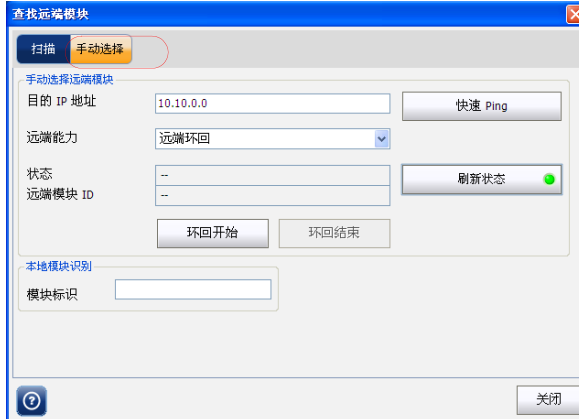 查找远端模块
扫描 手动选择
手动选择远端模块
目的 IP 地址 10.10.0.0 快速 Ping
远端能力 远端环回
状态 -- 刷新状态
远端模块 ID --
环回开始 环回结束
本地模块识别
模块标识
关闭